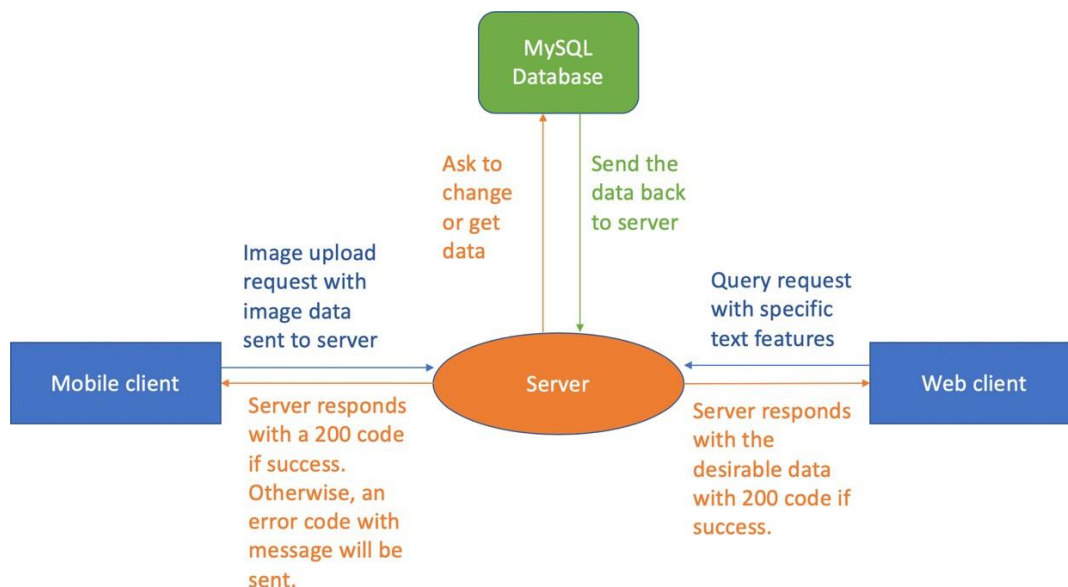 MySQL
Database
Ask to
change
or get
data
Send the
data back
to server
Image upload
request with
image data
sent to server
Query request
with specific
text features
Mobile client
Server
Web client
Server responds
with a 200 code
if success.
Otherwise, an
error code with
message will be
sent.
Server responds
with the
desirable data
with 200 code if
success.